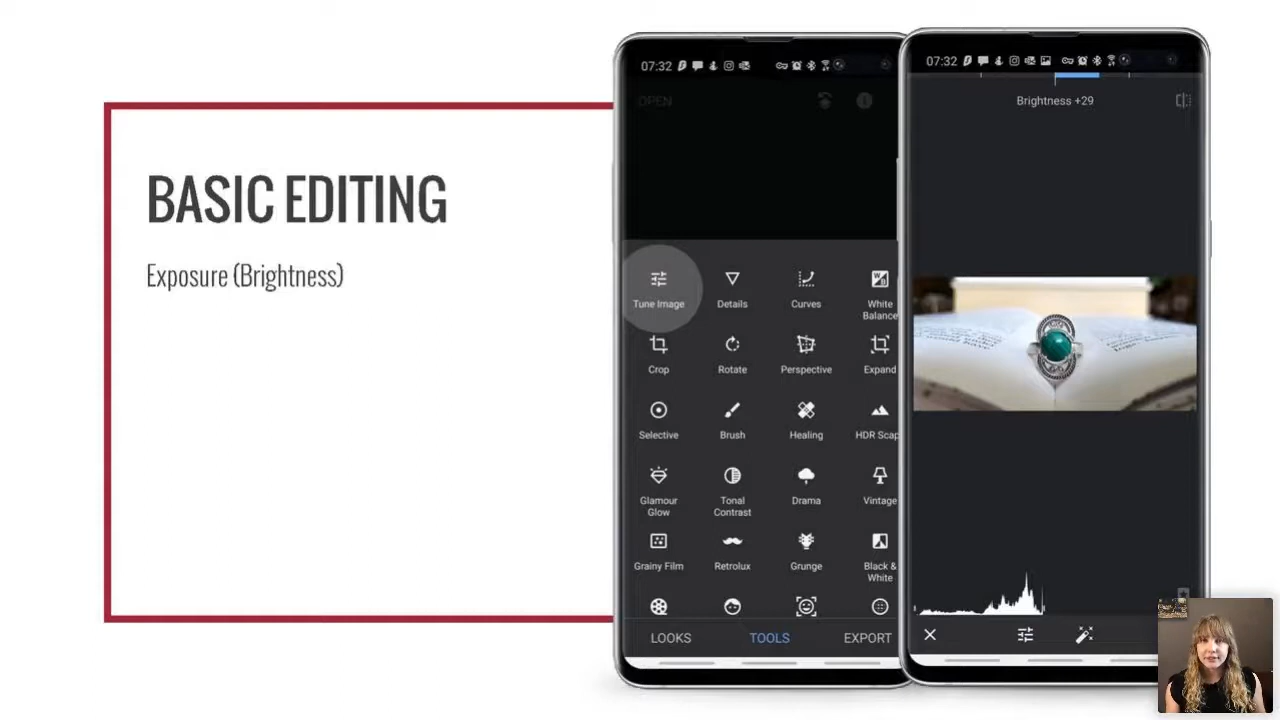 BASIC EDITING
Exposure (Brightness)
07:32
OPEN
Tune Image
Details
Curves
White
Balance
Crop
Rotate
Perspective
Expand
Selective
Brush
Healing
HDR Scap
Glamour
Glow
Tonal
Contrast
Drama
Vintage
Grainy Film
Retrolux
Grunge
Black &
White
LOOKS
TOOLS
EXPORT
07:32
Brightness +29